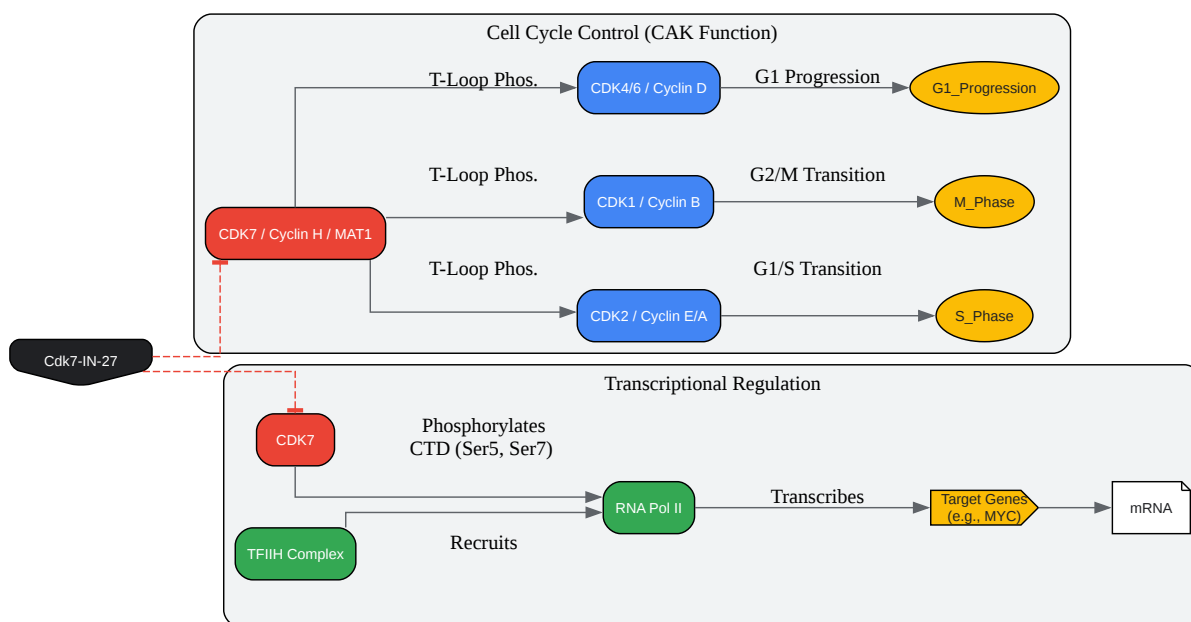 Cell Cycle Control (CAK Function)
T-Loop Phos.
CDK4/6 / Cyclin D
G1 Progression
G1_Progression
T-Loop Phos.
CDK1 / Cyclin B
G2/M Transition
M_Phase
CDK7 / Cyclin H / MAT1
T-Loop Phos.
CDK2 / Cyclin E/A
G1/S Transition
S_Phase
Cdk7-IN-27
Transcriptional Regulation
CDK7
Phosphorylates
CTD (Ser5, Ser7)
RNA Pol II
Transcribes
Target Genes
(e.g., MYC)
mRNA
TFIIH Complex
Recruits